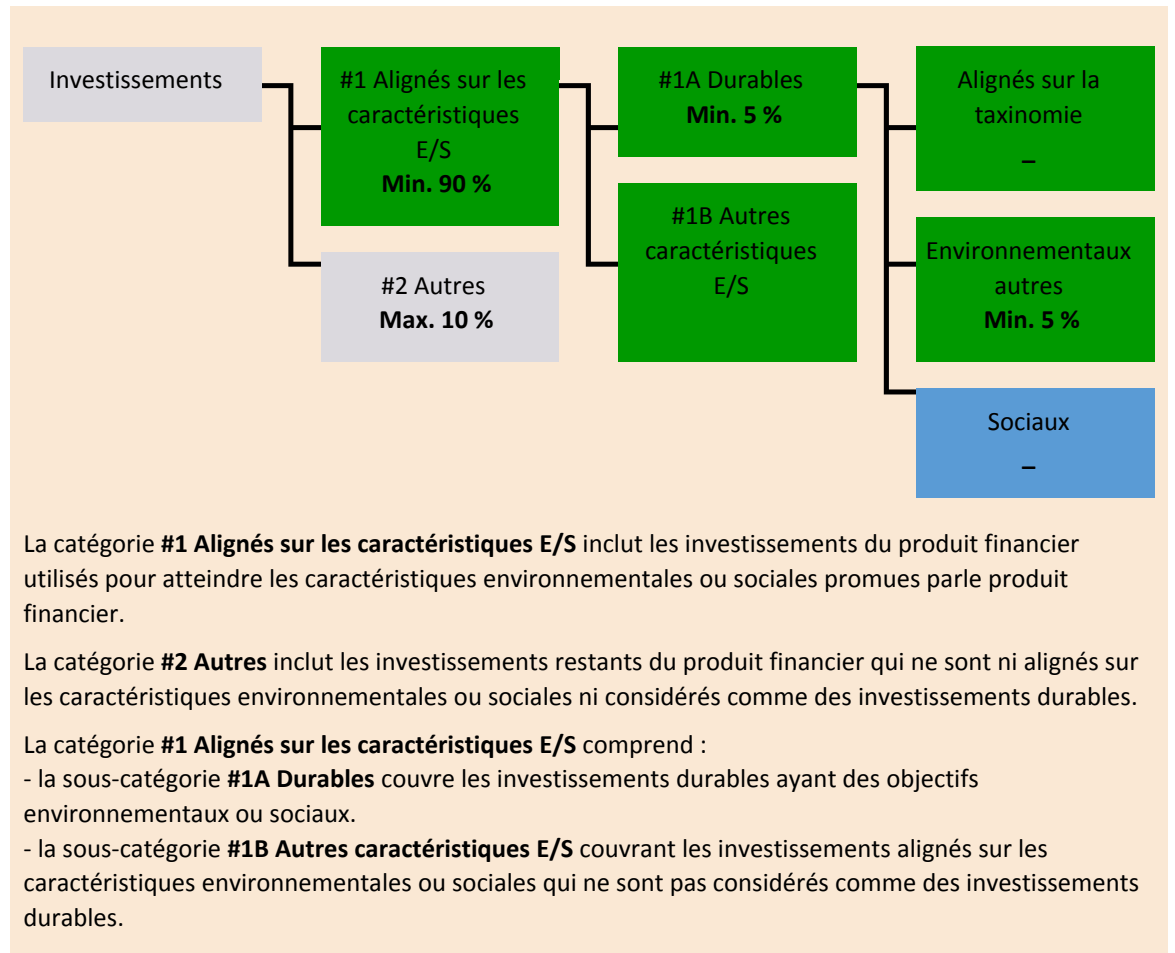 Investissements
#1 Alignés sur les
caractéristiques
E/S
Min. 90 %
#2 Autres
Max. 10 %
#1A Durables
Min. 5 %
#1B Autres
caractéristiques
E/S
Alignés sur la
taxinomie
–
Environnementaux
autres
Min. 5 %
Sociaux
–
La catégorie #1 Alignés sur les caractéristiques E/S inclut les investissements du produit financier
utilisés pour atteindre les caractéristiques environnementales ou sociales promues parle produit
financier.
La catégorie #2 Autres inclut les investissements restants du produit financier qui ne sont ni alignés sur
les caractéristiques environnementales ou sociales ni considérés comme des investissements durables.
La catégorie #1 Alignés sur les caractéristiques E/S comprend :
- la sous-catégorie #1A Durables couvre les investissements durables ayant des objectifs
environnementaux ou sociaux.
- la sous-catégorie #1B Autres caractéristiques E/S couvrant les investissements alignés sur les
caractéristiques environnementales ou sociales qui ne sont pas considérés comme des investissements
durables.